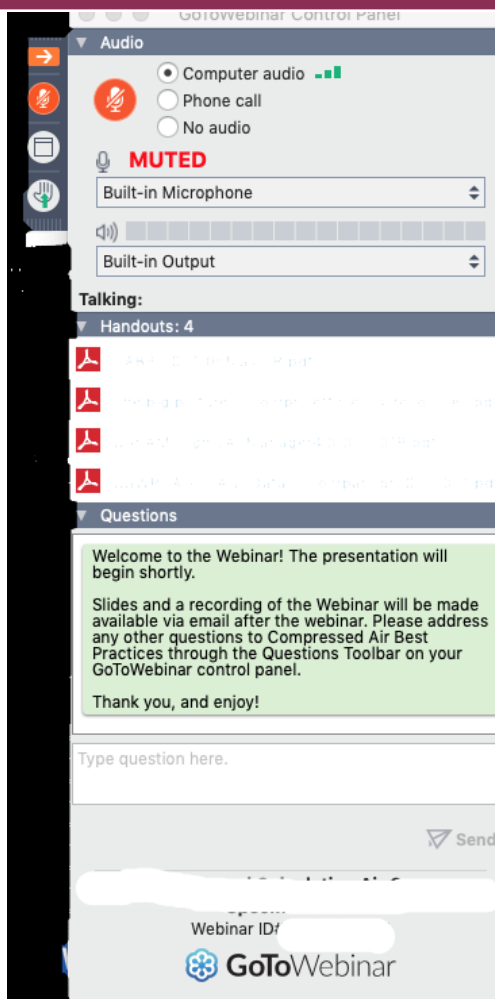 GoToWebinar Control Panel
Audio
Computer audio
Phone call
No audio
MUTED
Built-in Microphone
Built-in Output
Talking:
Handouts: 4
Questions
Welcome to the Webinar! The presentation will
begin shortly.
Slides and a recording of the Webinar will be made
available via email after the webinar. Please address
any other questions to Compressed Air Best
Practices through the Questions Toolbar on your
GoToWebinar control panel.
Thank you, and enjoy!
Type question here.
Send
Webinar ID
GoToWebinar